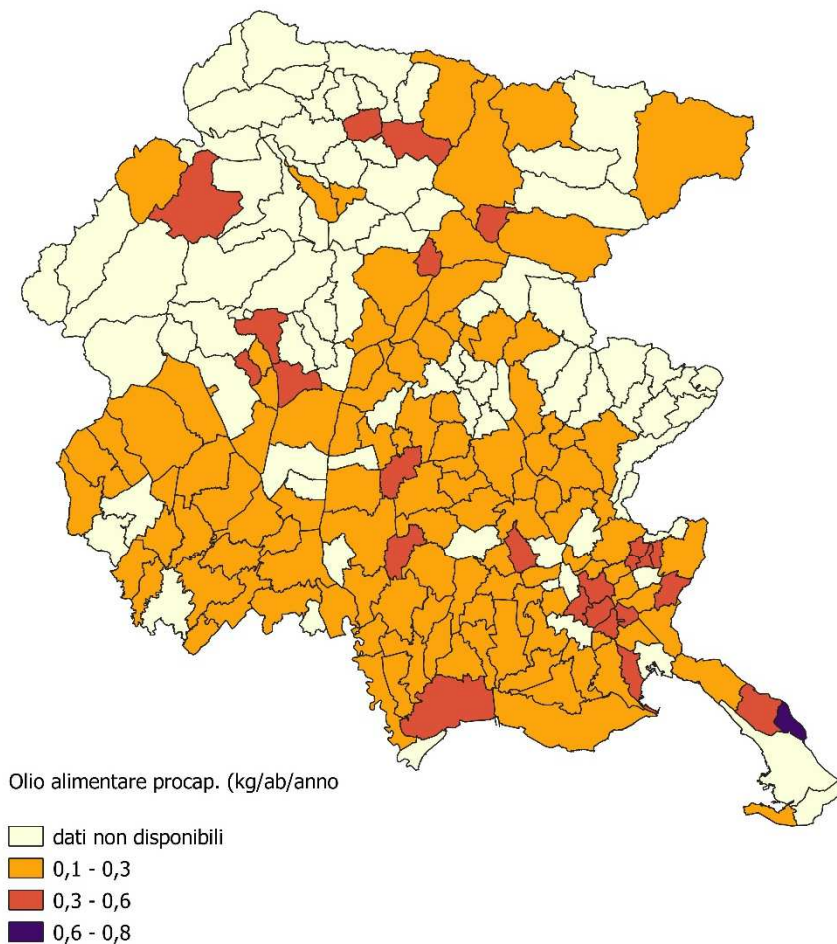 Olio alimentare procap. (kg/ab/anno
dati non disponibili
0,1 - 0,3
0,3 - 0,6
0,6 - 0,8